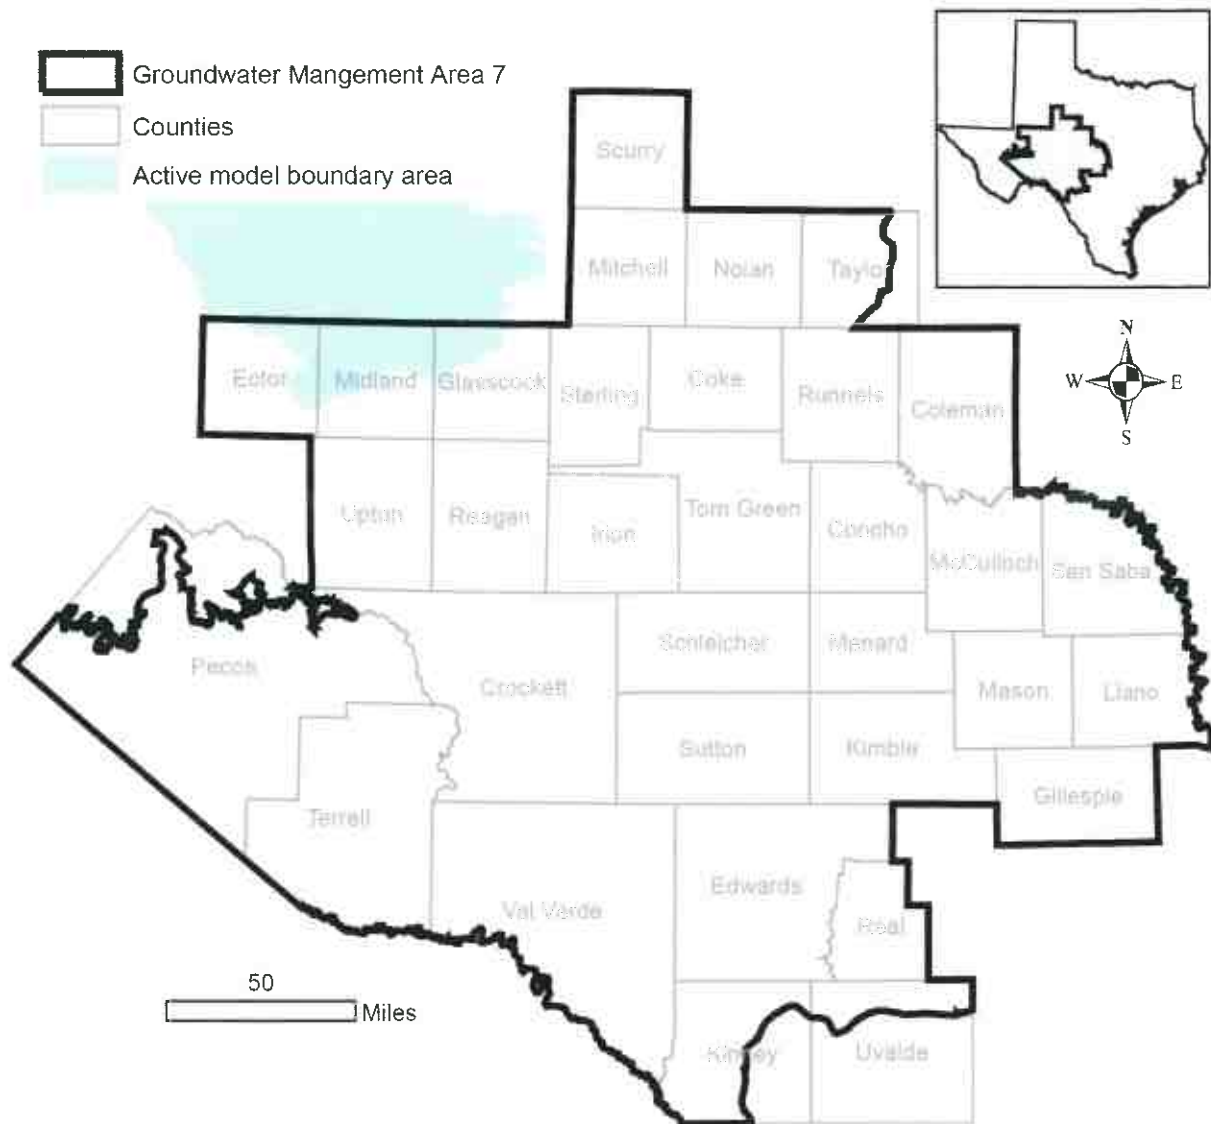 Groundwater Mangement Area 7
Counties
Active model boundary area
N
W E
S
Scurry
Mitchell Nolan Taylo
Ector Midland Glasscock Sterling Coke Runnels Coleman
Upton Reagan Irion Tom Green Concho McCulloch San Saba
Pecos Crockett Schleicher Menard Mason Llano
Sutton Kimble Gillespie
Terrell
Val Verde Edwards Real
Kinney Uvalde
50
Miles